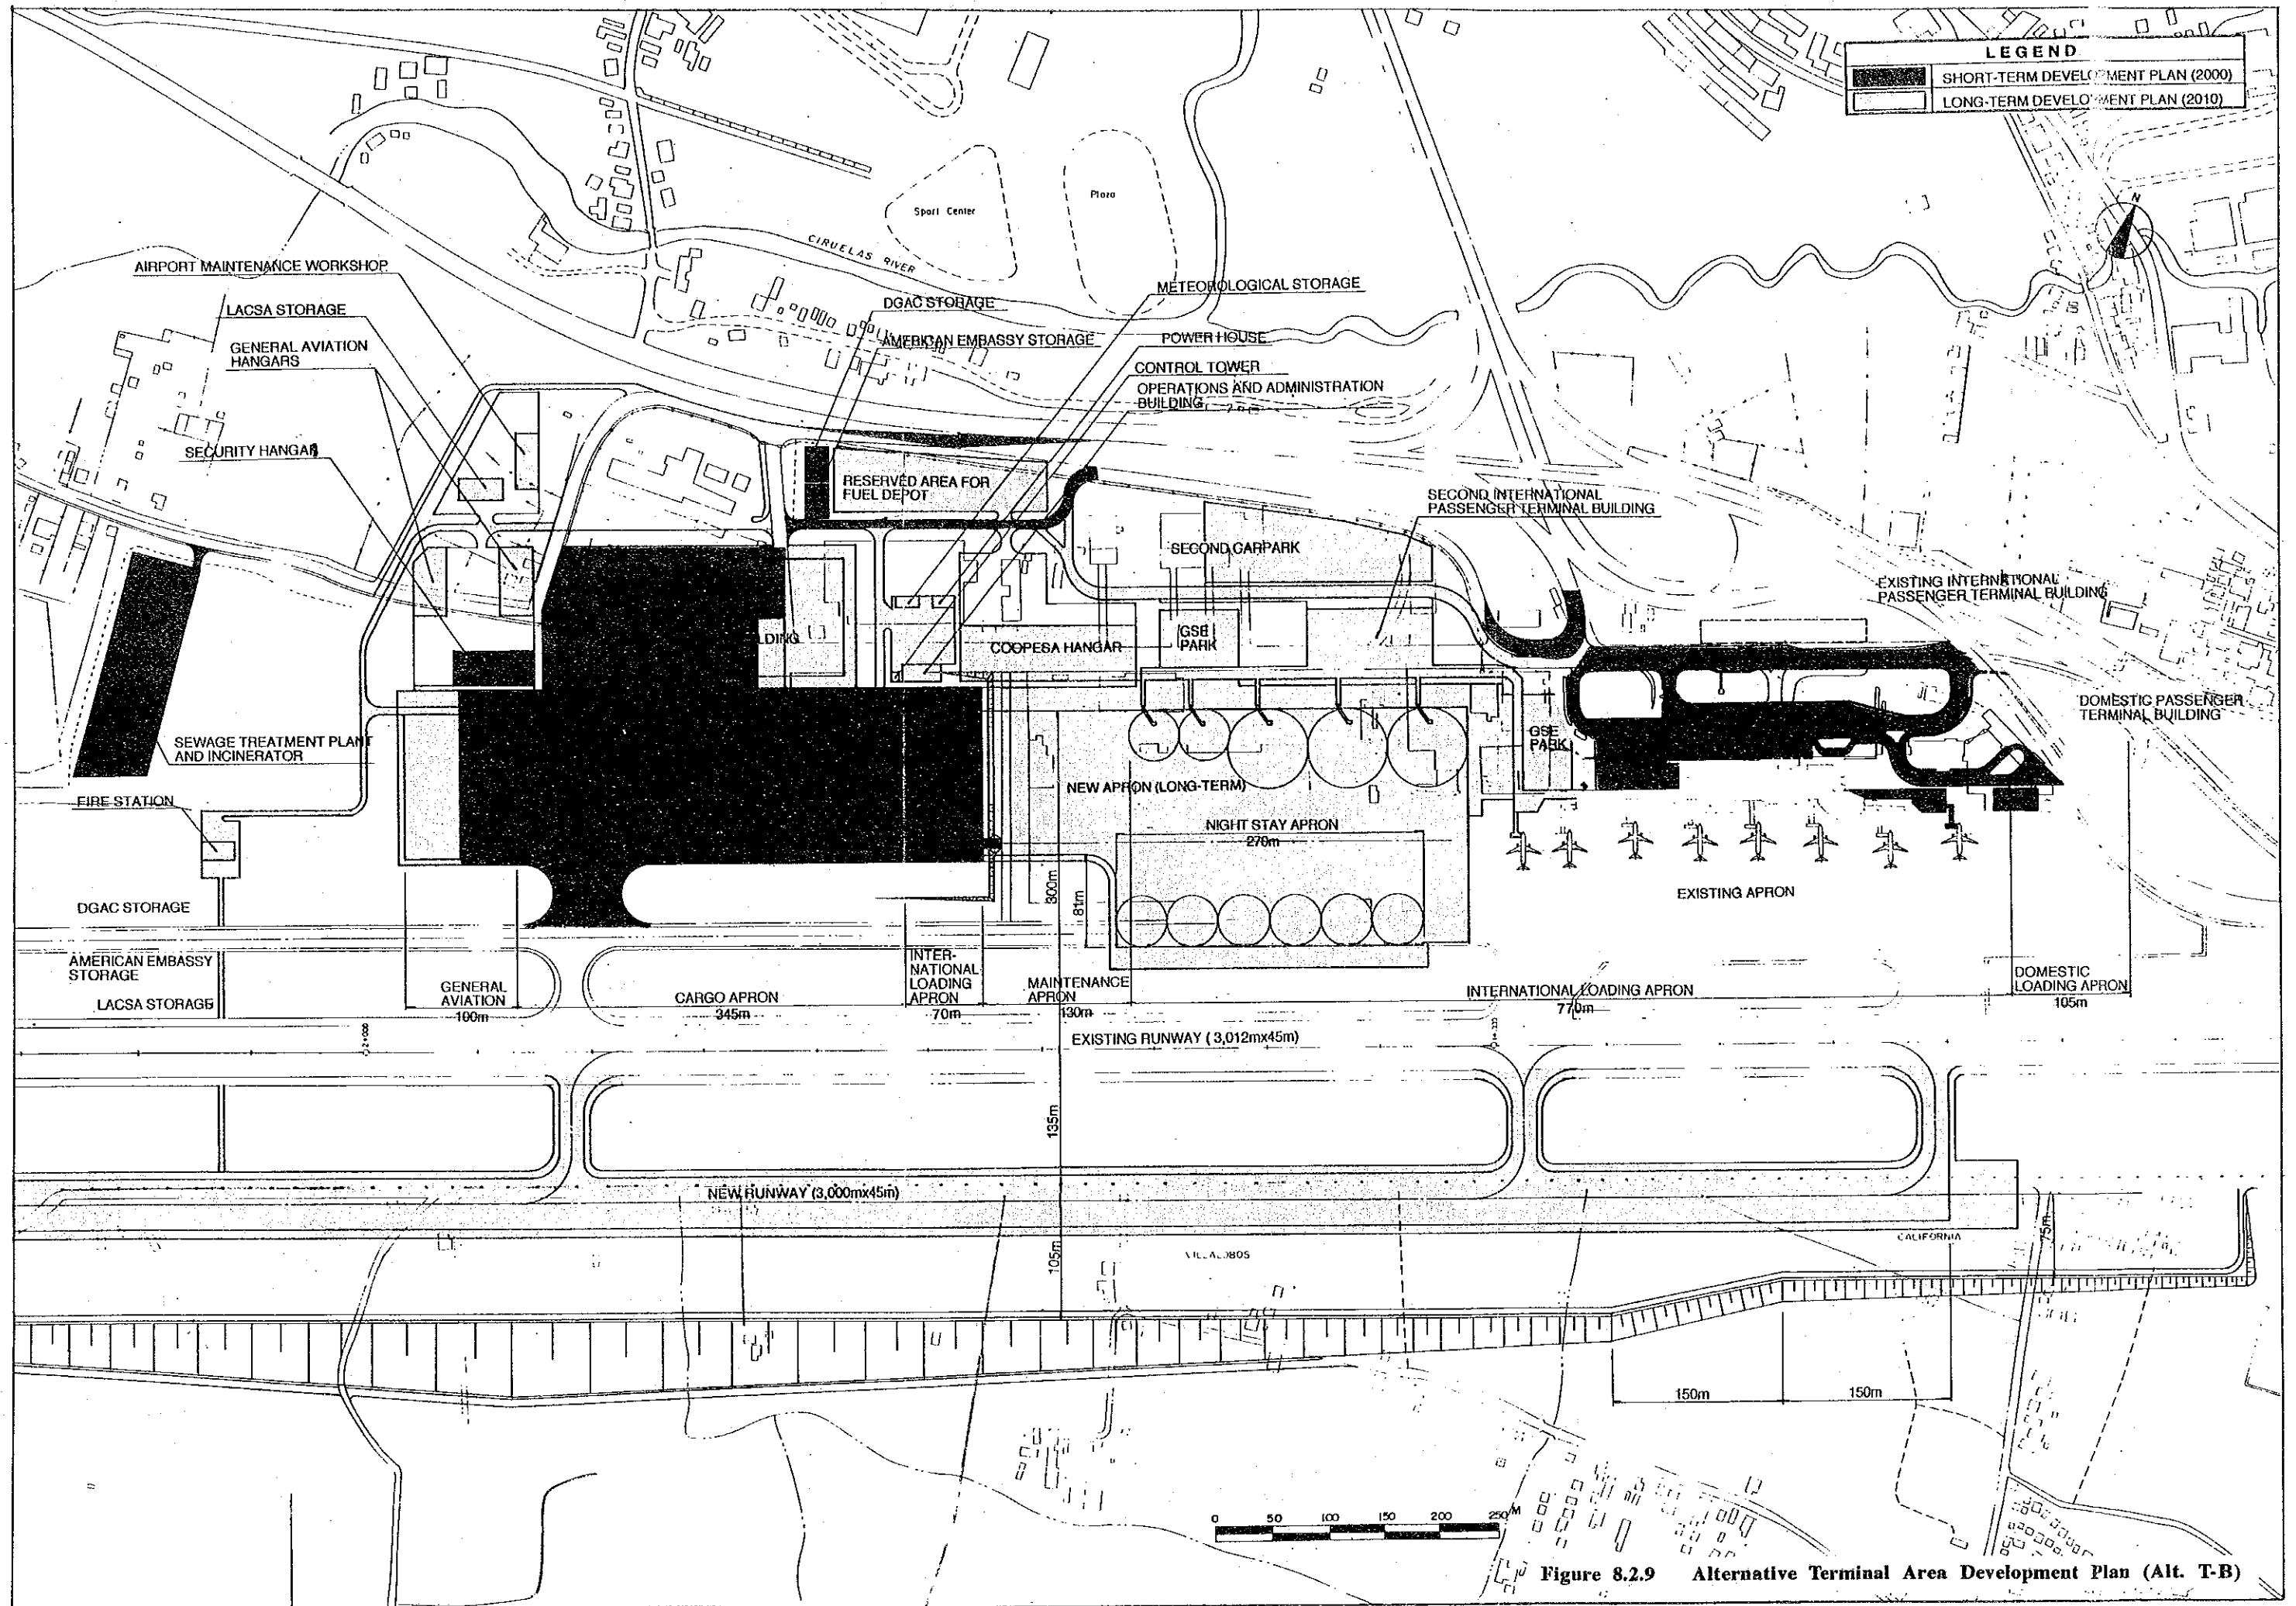 LEGEND
SHORT-TERM DEVELOPMENT PLAN (2000)
LONG-TERM DEVELOPMENT PLAN (2010)
N
Sport Center
Plaza
CIRUELAS RIVER
AIRPORT MAINTENANCE WORKSHOP
LACSA STORAGE
GENERAL AVIATION
HANGARS
SECURITY HANGAR
DGAC STORAGE
AMERICAN EMBASSY STORAGE
METEOROLOGICAL STORAGE
POWER HOUSE
CONTROL TOWER
OPERATIONS AND ADMINISTRATION
BUILDING
RESERVED AREA FOR
FUEL DEPOT
SECOND INTERNATIONAL
PASSENGER TERMINAL BUILDING
SECOND CARPARK
EXISTING INTERNATIONAL
PASSENGER TERMINAL BUILDING
LDING
COOPESA HANGAR
GSE
PARK
DOMESTIC PASSENGER
TERMINAL BUILDING
GSE
PARK
SEWAGE TREATMENT PLANT
AND INCINERATOR
FIRE STATION
NEW APRON (LONG-TERM)
NIGHT STAY APRON
270m
300m
81m
EXISTING APRON
DGAC STORAGE
AMERICAN EMBASSY
STORAGE
LACSA STORAGE
GENERAL
AVIATION
100m
CARGO APRON
345m
INTER-
NATIONAL
LOADING
APRON
70m
MAINTENANCE
APRON
130m
INTERNATIONAL LOADING APRON
770m
DOMESTIC
LOADING APRON
105m
EXISTING RUNWAY (3,012mx45m)
135m
NEW RUNWAY (3,000mx45m)
105m
VILLALOBOS
CALIFORNIA
75m
150m
150m
0 50 100 150 200 250 M
Figure 8.2.9 Alternative Terminal Area Development Plan (Alt. T-B)